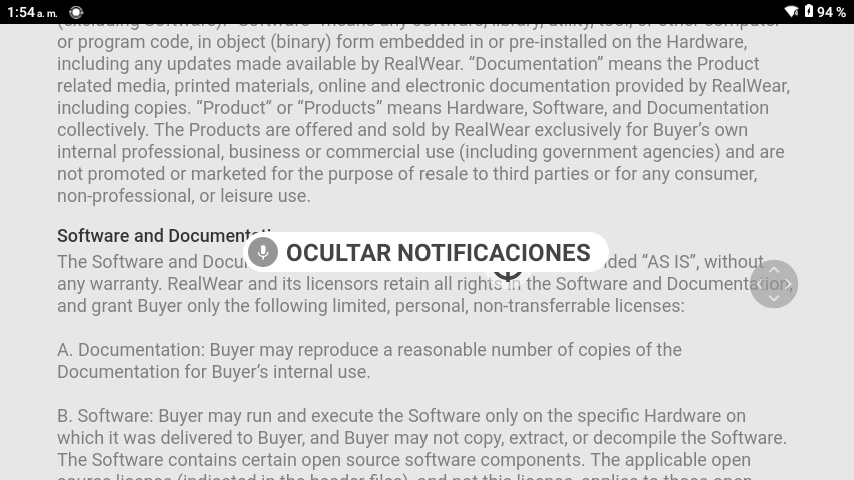 1:54 a. m.
94 %
or program code, in object (binary) form embedded in or pre-installed on the Hardware,
including any updates made available by RealWear. “Documentation” means the Product
related media, printed materials, online and electronic documentation provided by RealWear,
including copies. “Product” or “Products” means Hardware, Software, and Documentation
collectively. The Products are offered and sold by RealWear exclusively for Buyer’s own
internal professional, business or commercial use (including government agencies) and are
not promoted or marketed for the purpose of resale to third parties or for any consumer,
non-professional, or leisure use.
Software and
OCULTAR NOTIFICACIONES
The Software and “AS IS”, without
any warranty. RealWear and its licensors retain all rights in the Software and Documentation,
and grant Buyer only the following limited, personal, non-transferrable licenses:
A. Documentation: Buyer may reproduce a reasonable number of copies of the
Documentation for Buyer’s internal use.
B. Software: Buyer may run and execute the Software only on the specific Hardware on
which it was delivered to Buyer, and Buyer may not copy, extract, or decompile the Software.
The Software contains certain open source software components. The applicable open